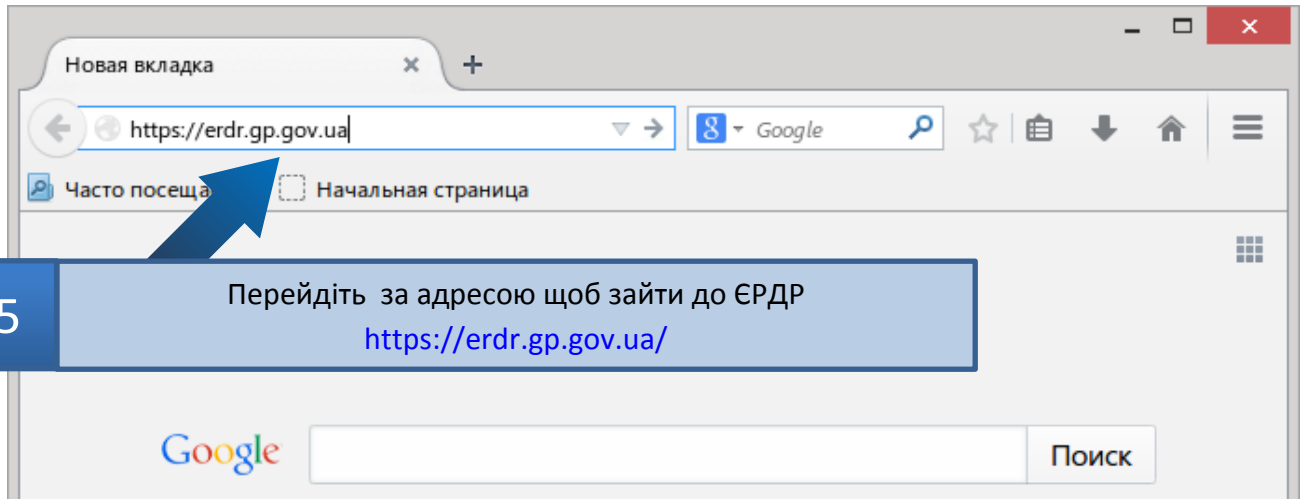 Новая вкладка
https://erdr.gp.gov.ua
Google
Часто посеща
Начальная страница
5
Перейдіть за адресою щоб зайти до ЄРДР
https://erdr.gp.gov.ua/
Google
Поиск